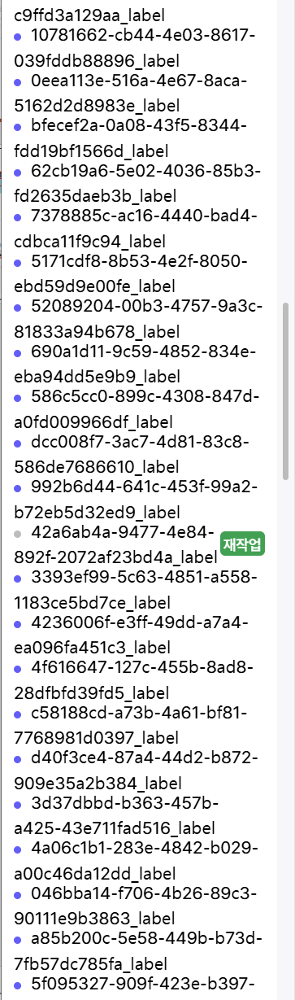 c9ffd3a129aa_label
10781662-cb44-4e03-8617-
039fddb88896_label
0eea113e-516a-4e67-8aca-
5162d2d8983e_label
bfecef2a-0a08-43f5-8344-
fdd19bf1566d_label
62cb19a6-5e02-4036-85b3-
fd2635daeb3b_label
7378885c-ac16-4440-bad4-
cdbca11f9c94_label
5171cdf8-8b53-4e2f-8050-
ebd59d9e00fe_label
52089204-00b3-4757-9a3c-
81833a94b678_label
690a1d11-9c59-4852-834e-
eba94dd5e9b9_label
586c5cc0-899c-4308-847d-
a0fd009966df_label
dcc008f7-3ac7-4d81-83c8-
586de7686610_label
992b6d44-641c-453f-99a2-
b72eb5d32ed9_label
42a6ab4a-9477-4e84-
재작업
892f-2072af23bd4a_label
3393ef99-5c63-4851-a558-
1183ce5bd7ce_label
4236006f-e3ff-49dd-a7a4-
ea096fa451c3_label
4f616647-127c-455b-8ad8-
28dfbfd39fd5_label
c58188cd-a73b-4a61-bf81-
7768981d0397_label
d40f3ce4-87a4-44d2-b872-
909e35a2b384_label
3d37dbbd-b363-457b-
a425-43e711fad516_label
4a06c1b1-283e-4842-b029-
a00c46da12dd_label
046bba14-f706-4b26-89c3-
90111e9b3863_label
a85b200c-5e58-449b-b73d-
7fb57dc785fa_label
5f095327-909f-423e-b397-